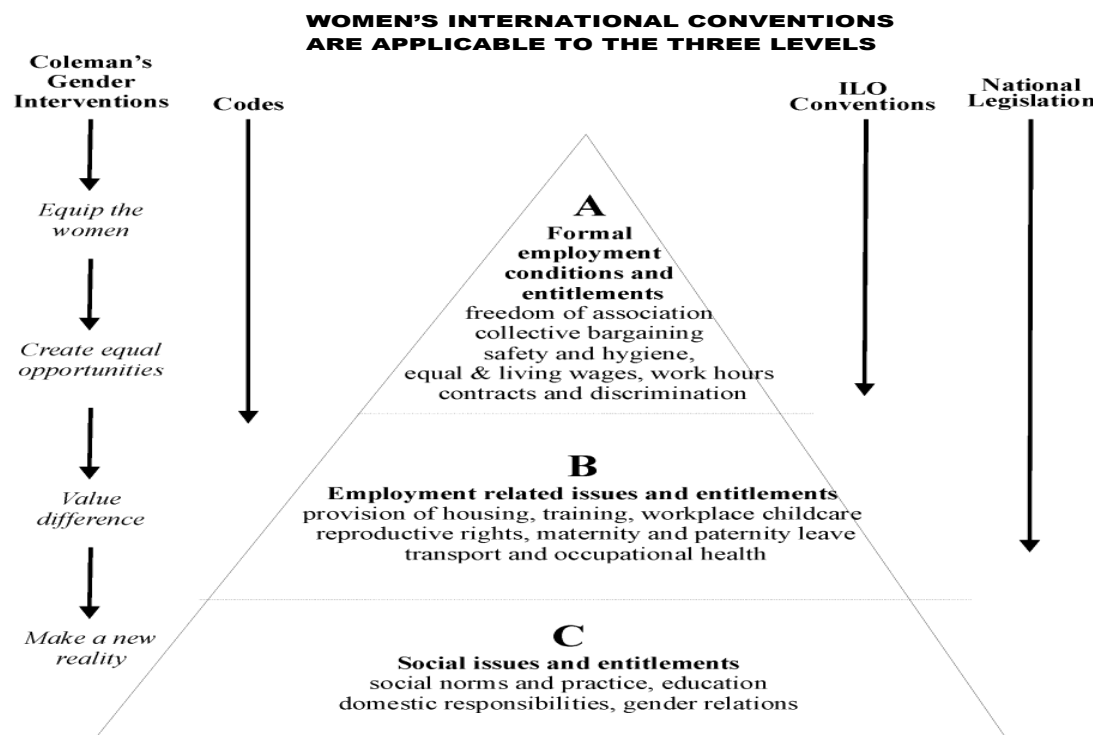 WOMEN'S INTERNATIONAL CONVENTIONS
ARE APPLICABLE TO THE THREE LEVELS
Coleman's
Gender
Interventions
Codes
ILO
Conventions
National
Legislation
Equip the
women
Create equal
opportunities
Value
difference
Make a new
reality
A
Formal
employment
conditions and
entitlements
freedom of association
collective bargaining
safety and hygiene,
equal & living wages, work hours
contracts and discrimination
B
Employment related issues and entitlements
provision of housing, training, workplace childcare
reproductive rights, maternity and paternity leave
transport and occupational health
C
Social issues and entitlements
social norms and practice, education
domestic responsibilities, gender relations